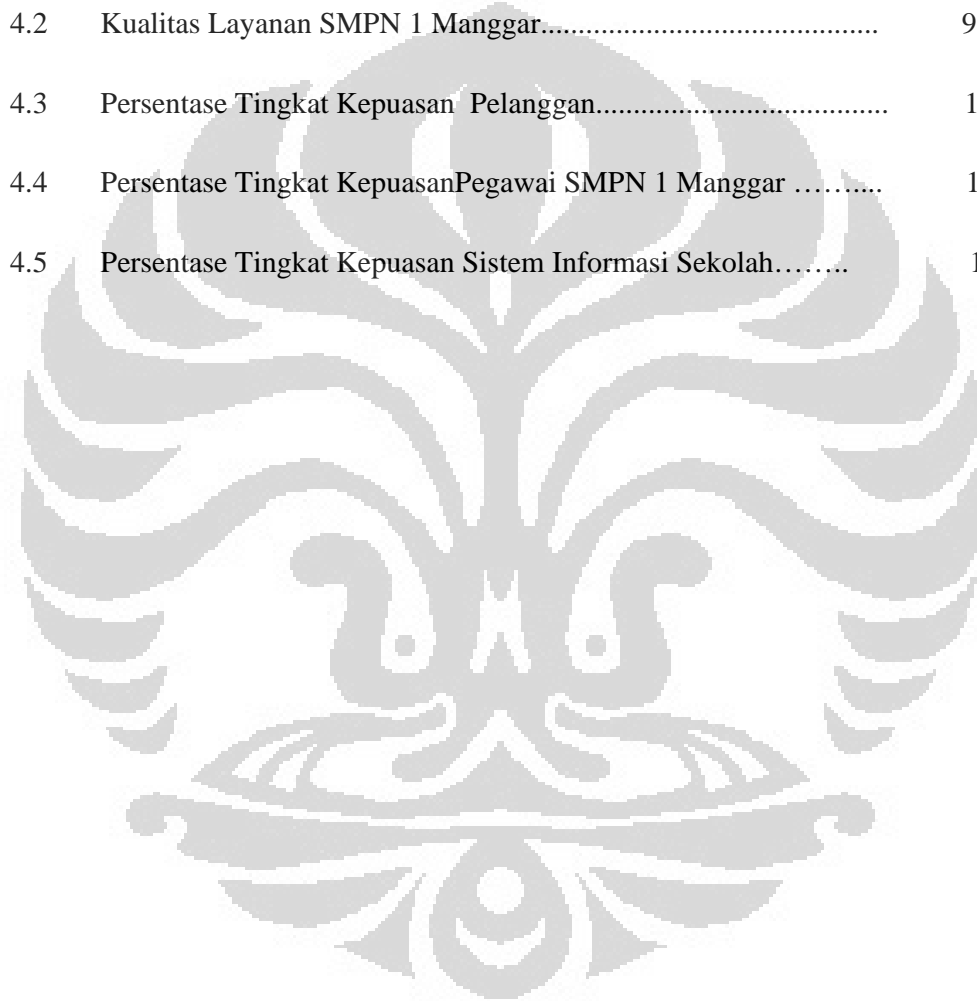 4.2 Kualitas Layanan SMPN 1 Manggar............................................. 9
4.3 Persentase Tingkat Kepuasan Pelanggan....................................... 1
4.4 Persentase Tingkat KepuasanPegawai SMPN 1 Manggar ……... 1
4.5 Persentase Tingkat Kepuasan Sistem Informasi Sekolah…….. 1